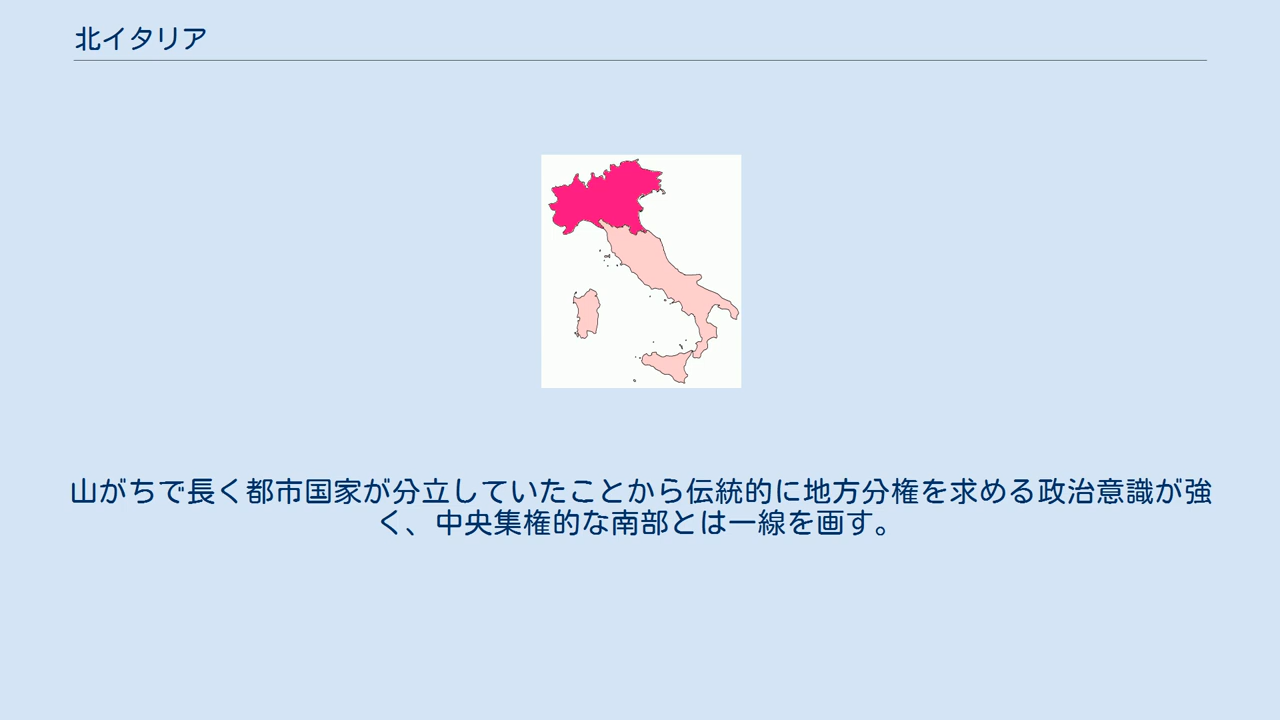 北イタリア
山がちで長く都市国家が分立していたことから伝統的に地方分権を求める政治意識が強
く、中央集権的な南部とは一線を画す。